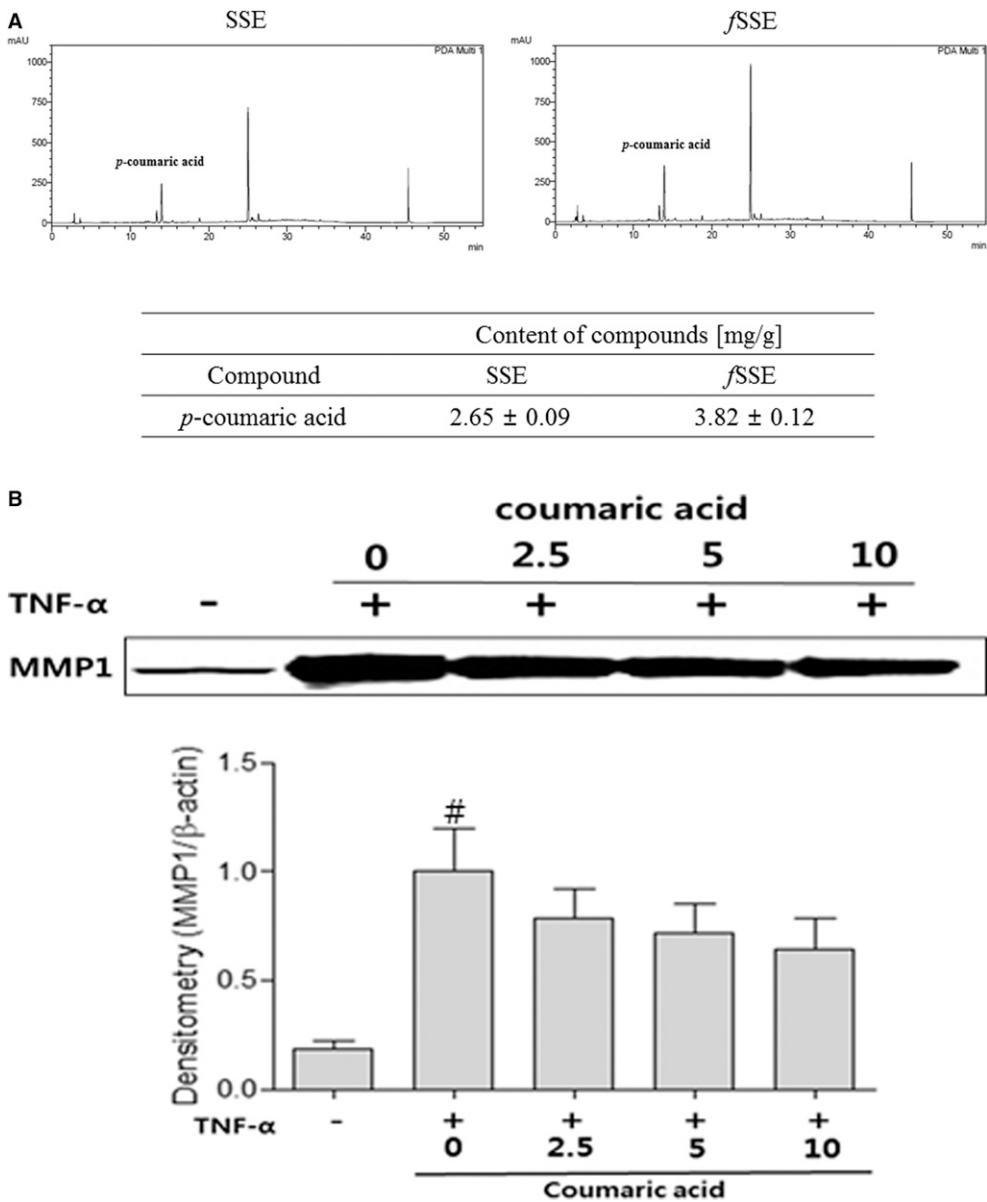 A
SSE
fSSE
mAU
PDA Multi 1
1000
750
500
250
0
p-coumaric acid
0 10 20 30 40 50
min
mAU
PDA Multi 1
1000
750
500
250
0
p-coumaric acid
0 10 20 30 40 50
min
Content of compounds [mg/g]
Compound SSE fSSE
p-coumaric acid 2.65 ± 0.09 3.82 ± 0.12
B
coumaric acid
0 2.5 5 10
TNF-α - + + + +
MMP1
Densitometry (MMP1/β-actin)
1.5
1.0
0.5
0.0
#
TNF-α - + + + +
0 2.5 5 10
Coumaric acid